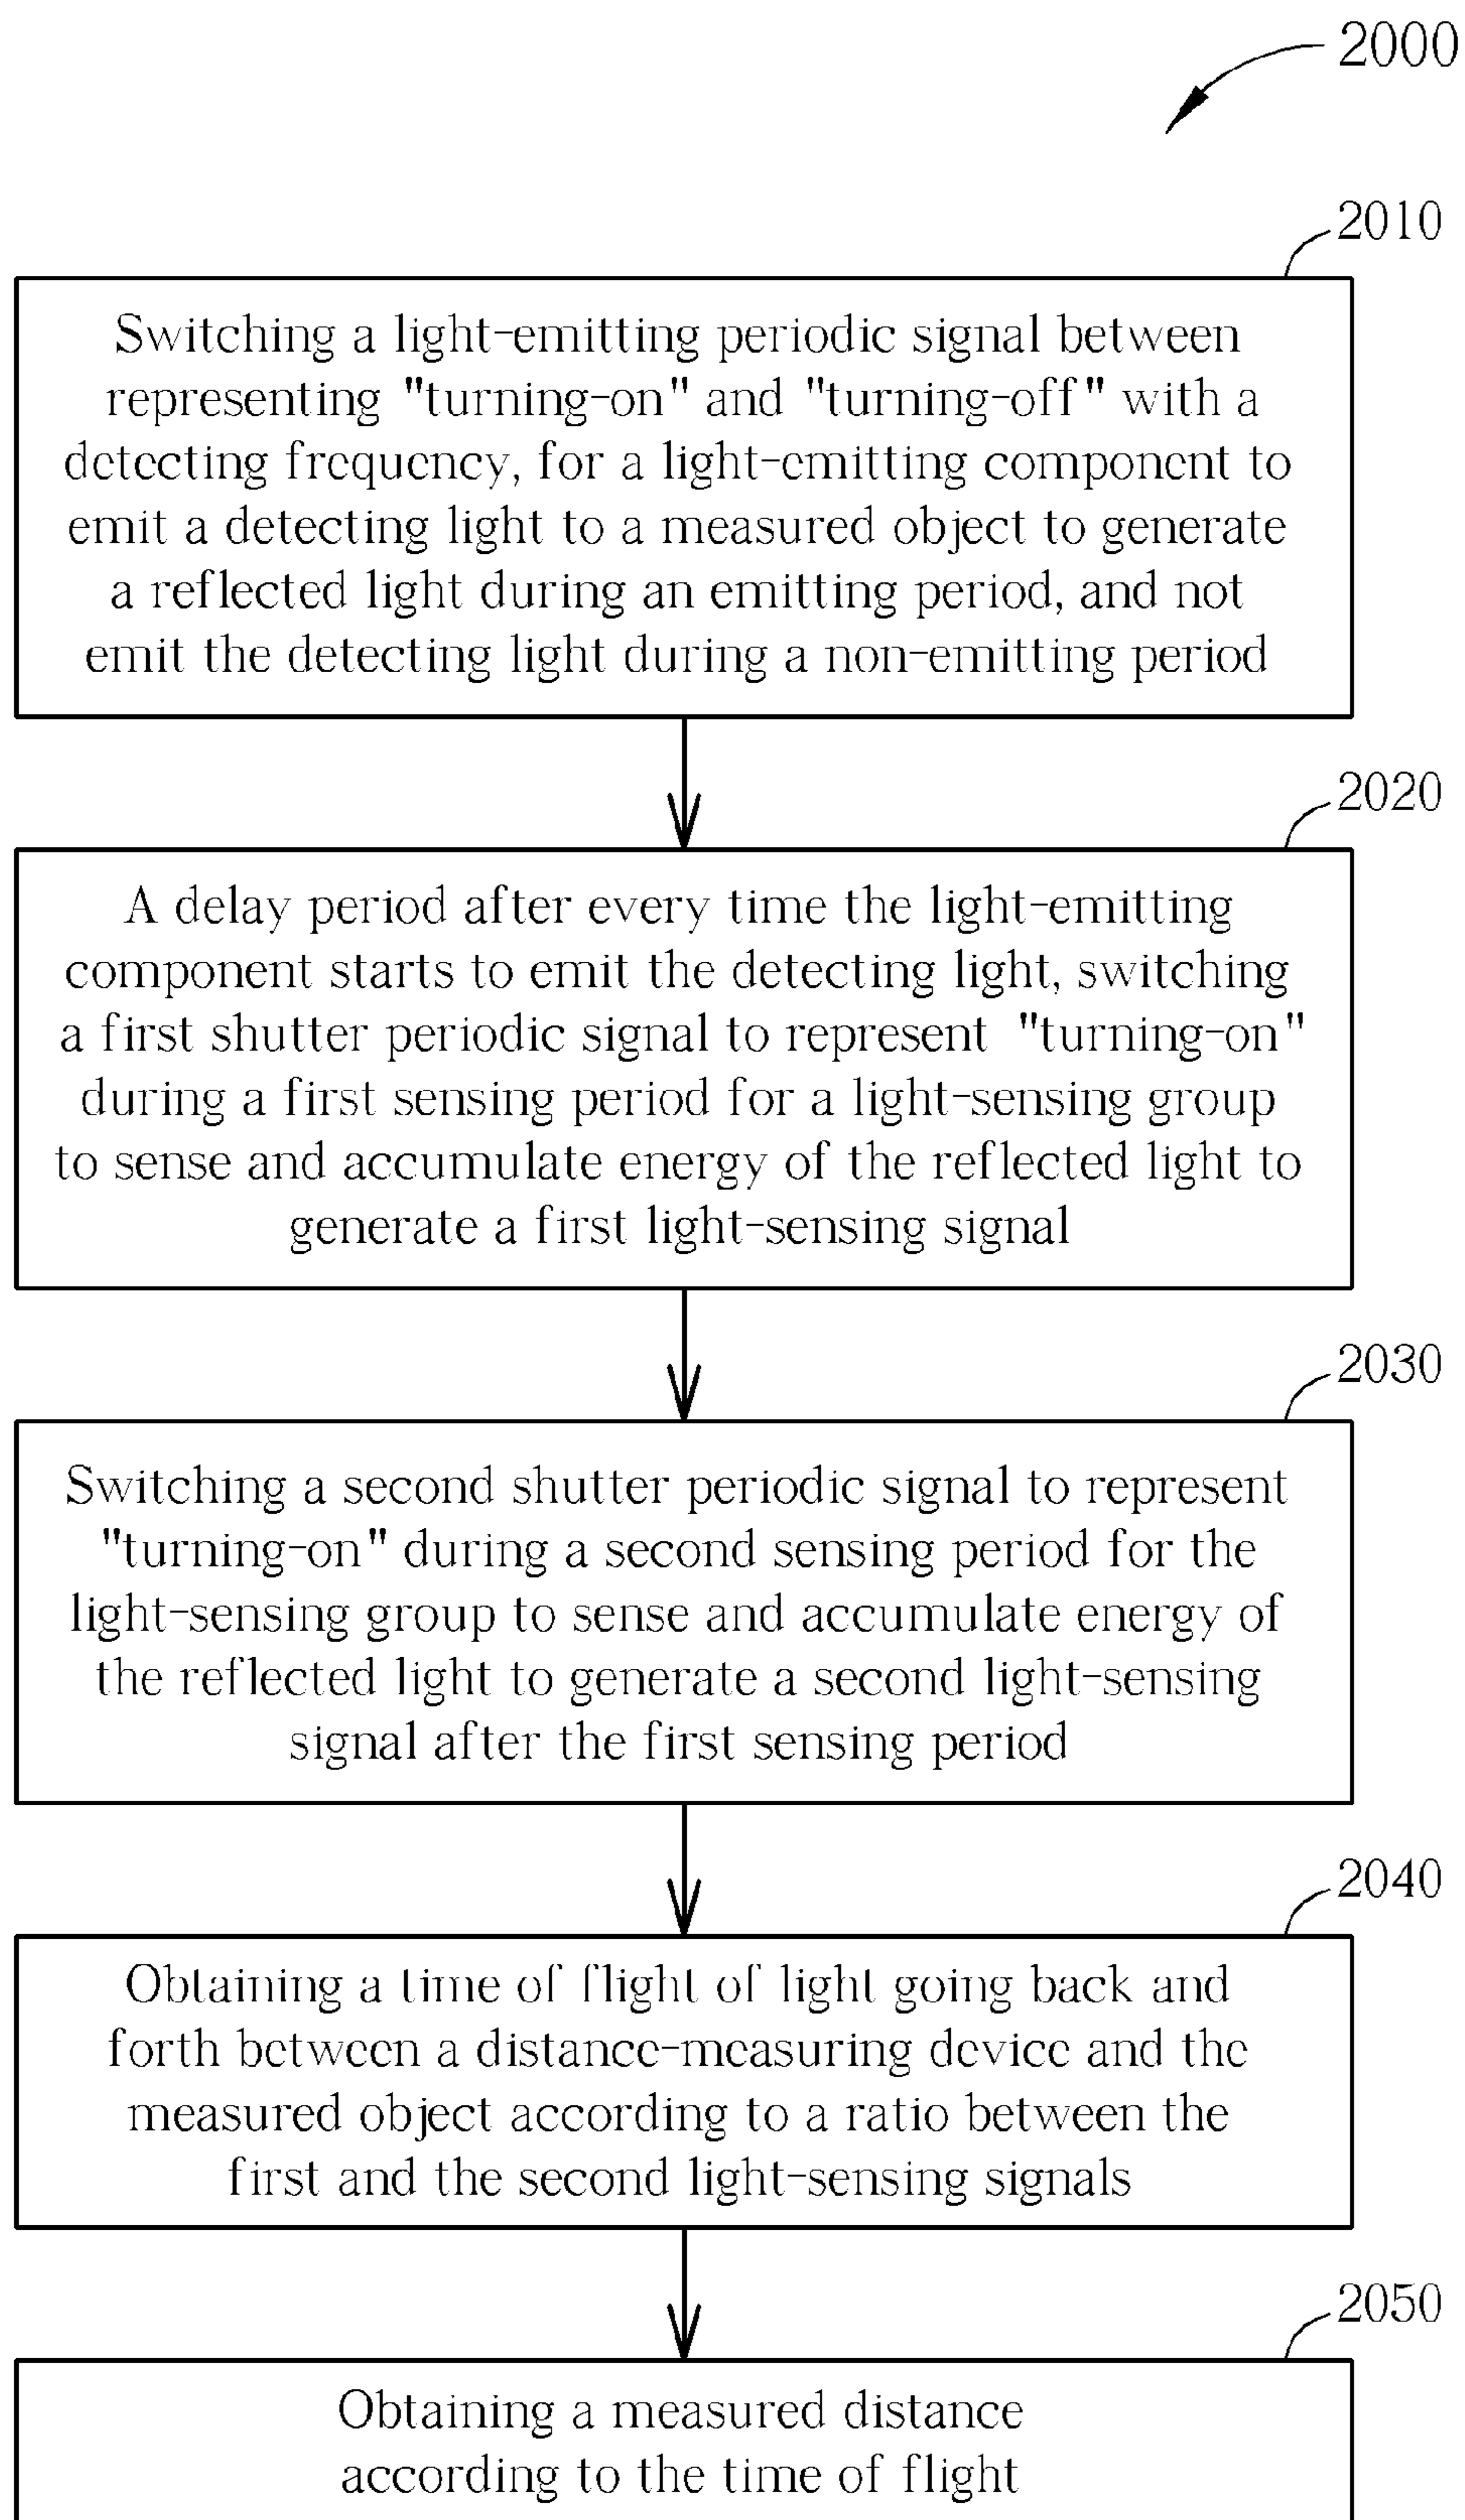 2000
2010
Switching a light-emitting periodic signal between
representing "turning-on" and "turning-off" with a
detecting frequency, for a light-emitting component to
emit a detecting light to a measured object to generate
a reflected light during an emitting period, and not
emit the detecting light during a non-emitting period
2020
A delay period after every time the light-emitting
component starts to emit the detecting light, switching
a first shutter periodic signal to represent "turning-on"
during a first sensing period for a light-sensing group
to sense and accumulate energy of the reflected light to
generate a first light-sensing signal
2030
Switching a second shutter periodic signal to represent
"turning-on" during a second sensing period for the
light-sensing group to sense and accumulate energy of
the reflected light to generate a second light-sensing
signal after the first sensing period
2040
Obtaining a time of flight of light going back and
forth between a distance-measuring device and the
measured object according to a ratio between the
first and the second light-sensing signals
2050
Obtaining a measured distance
according to the time of flight